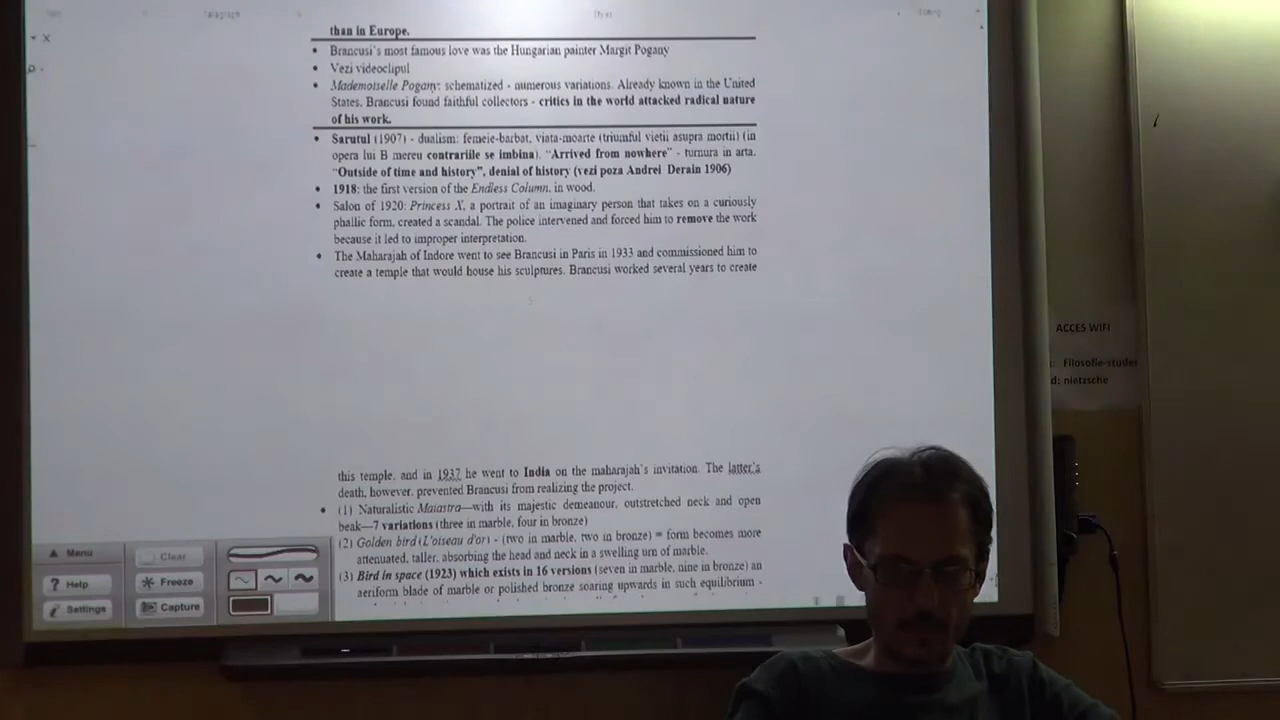 than in Europe.
• Brancusi's most famous love was the Hungarian painter Margit Pogany
• Vezi videoclipul
• Mademoiselle Pogany: schematized - numerous variations. Already known in the United
States, Brancusi found faithful collectors - critics in the world attacked radical nature
of his work.
• Sarutul (1907) - dualism: femeie-barbat, viata-moarte (triumful vietii asupra mortii) (in
opera lui B mereu contrariile se imbina). "Arrived from nowhere" - turnura in arta.
"Outside of time and history", denial of history (vezi poza Andrei Derain 1906)
• 1918: the first version of the Endless Column, in wood.
• Salon of 1920: Princess X, a portrait of an imaginary person that takes on a curiously
phallic form, created a scandal. The police intervened and forced him to remove the work
because it led to improper interpretation.
• The Maharajah of Indore went to see Brancusi in Paris in 1933 and commissioned him to
create a temple that would house his sculptures. Brancusi worked several years to create
5
this temple, and in 1937 he went to India on the maharajah's invitation. The latter's
death, however, prevented Brancusi from realizing the project.
• (1) Naturalistic Maiastra—with its majestic demeanour, outstretched neck and open
beak—7 variations (three in marble, four in bronze)
(2) Golden bird (L'oiseau d'or) - (two in marble, two in bronze) = form becomes more
attenuated, taller, absorbing the head and neck in a swelling urn of marble.
(3) Bird in space (1923) which exists in 16 versions (seven in marble, nine in bronze) an
aeriform blade of marble or polished bronze soaring upwards in such equilibrium -
Menu
Clear
? Help
Freeze
Settings
Capture
ACCES WIFI
: Filosofie-studen
d: nietzsche